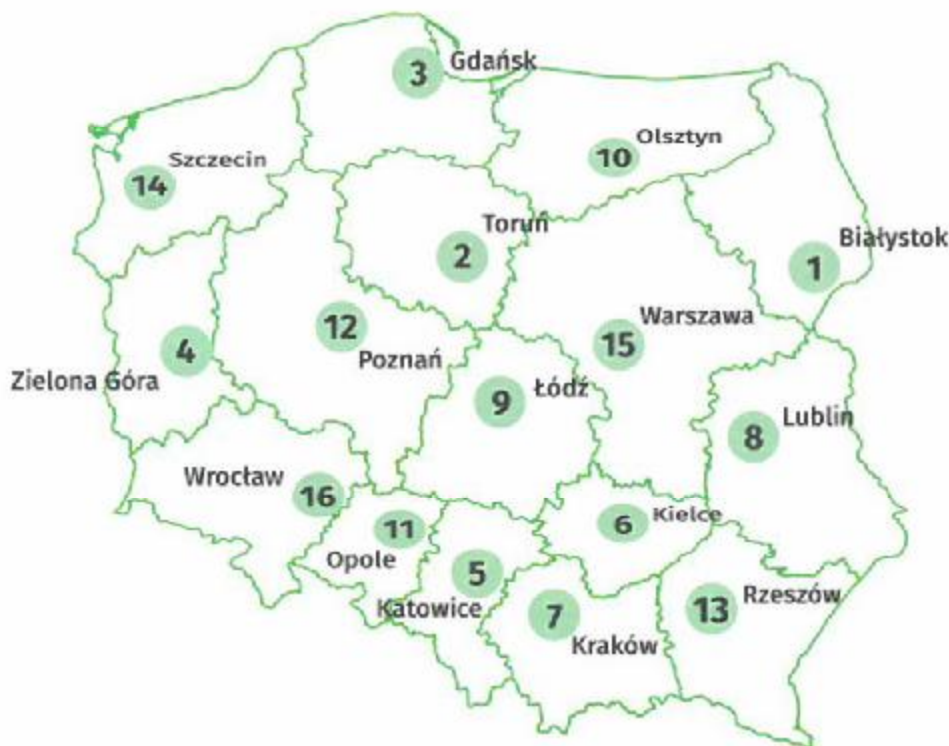 3 Gdańsk
Olsztyn
10
Szczecin
14
Toruń
2
Białystok
1
12
Poznań
Warszawa
15
4
Zielona Góra
9 Łódź
8 Lublin
Wrocław 16
11
Opole
6 Kielce
5
Katowice
7
Kraków
13 Rzeszów